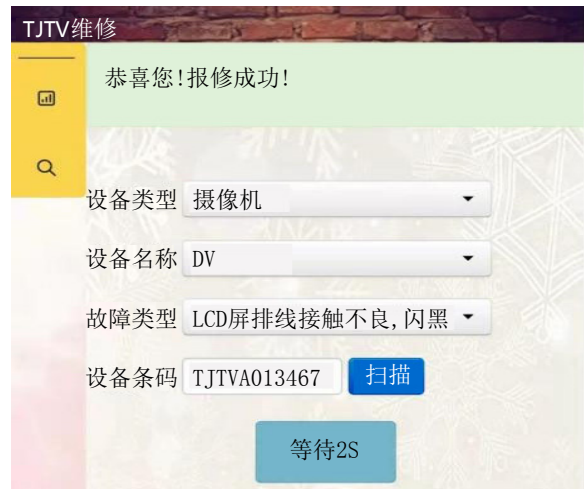 TJTV维修
恭喜您!报修成功!
设备类型 摄像机
设备名称 DV
故障类型 LCD屏排线接触不良,闪黑
设备条码 TJTVA013467 扫描
等待2S